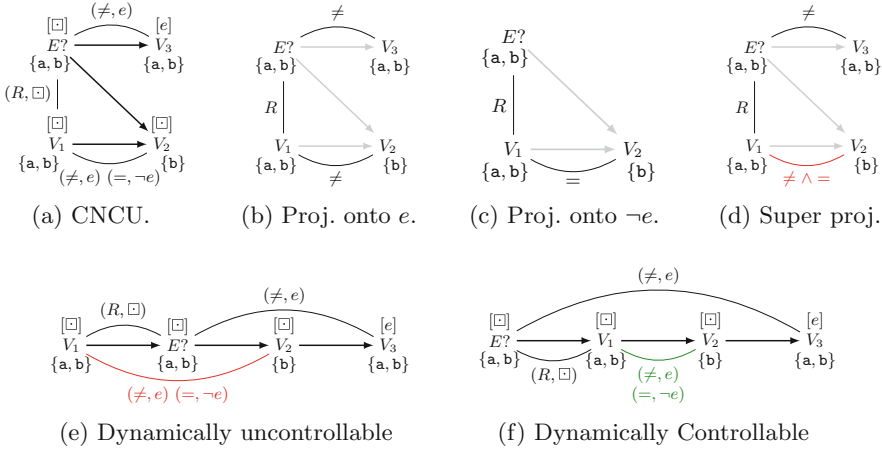 (≠, e)
[⊡] [e]
E? V₃
{a, b} {a, b}
(R, ⊡)
[⊡] [⊡]
V₁ V₂
{a, b} {b}
(≠, e) (=, ¬e)
(a) CNCU.
≠
E? V₃
{a, b} {a, b}
R
V₁ V₂
{a, b} {b}
≠
(b) Proj. onto e.
E?
{a, b}
R
V₁ V₂
{a, b} {b}
=
(c) Proj. onto ¬e.
≠
E? V₃
{a, b} {a, b}
R
V₁ V₂
{a, b} {b}
≠ ∧ =
(d) Super proj.
(≠, e)
(R, ⊡)
[⊡] [⊡] [⊡] [e]
V₁ E? V₂ V₃
{a, b} {a, b} {b} {a, b}
(≠, e) (=, ¬e)
(e) Dynamically uncontrollable
(≠, e)
[⊡] [⊡] [⊡] [e]
E? V₁ V₂ V₃
{a, b} {a, b} {b} {a, b}
(R, ⊡) (≠, e)
(=, ¬e)
(f) Dynamically Controllable